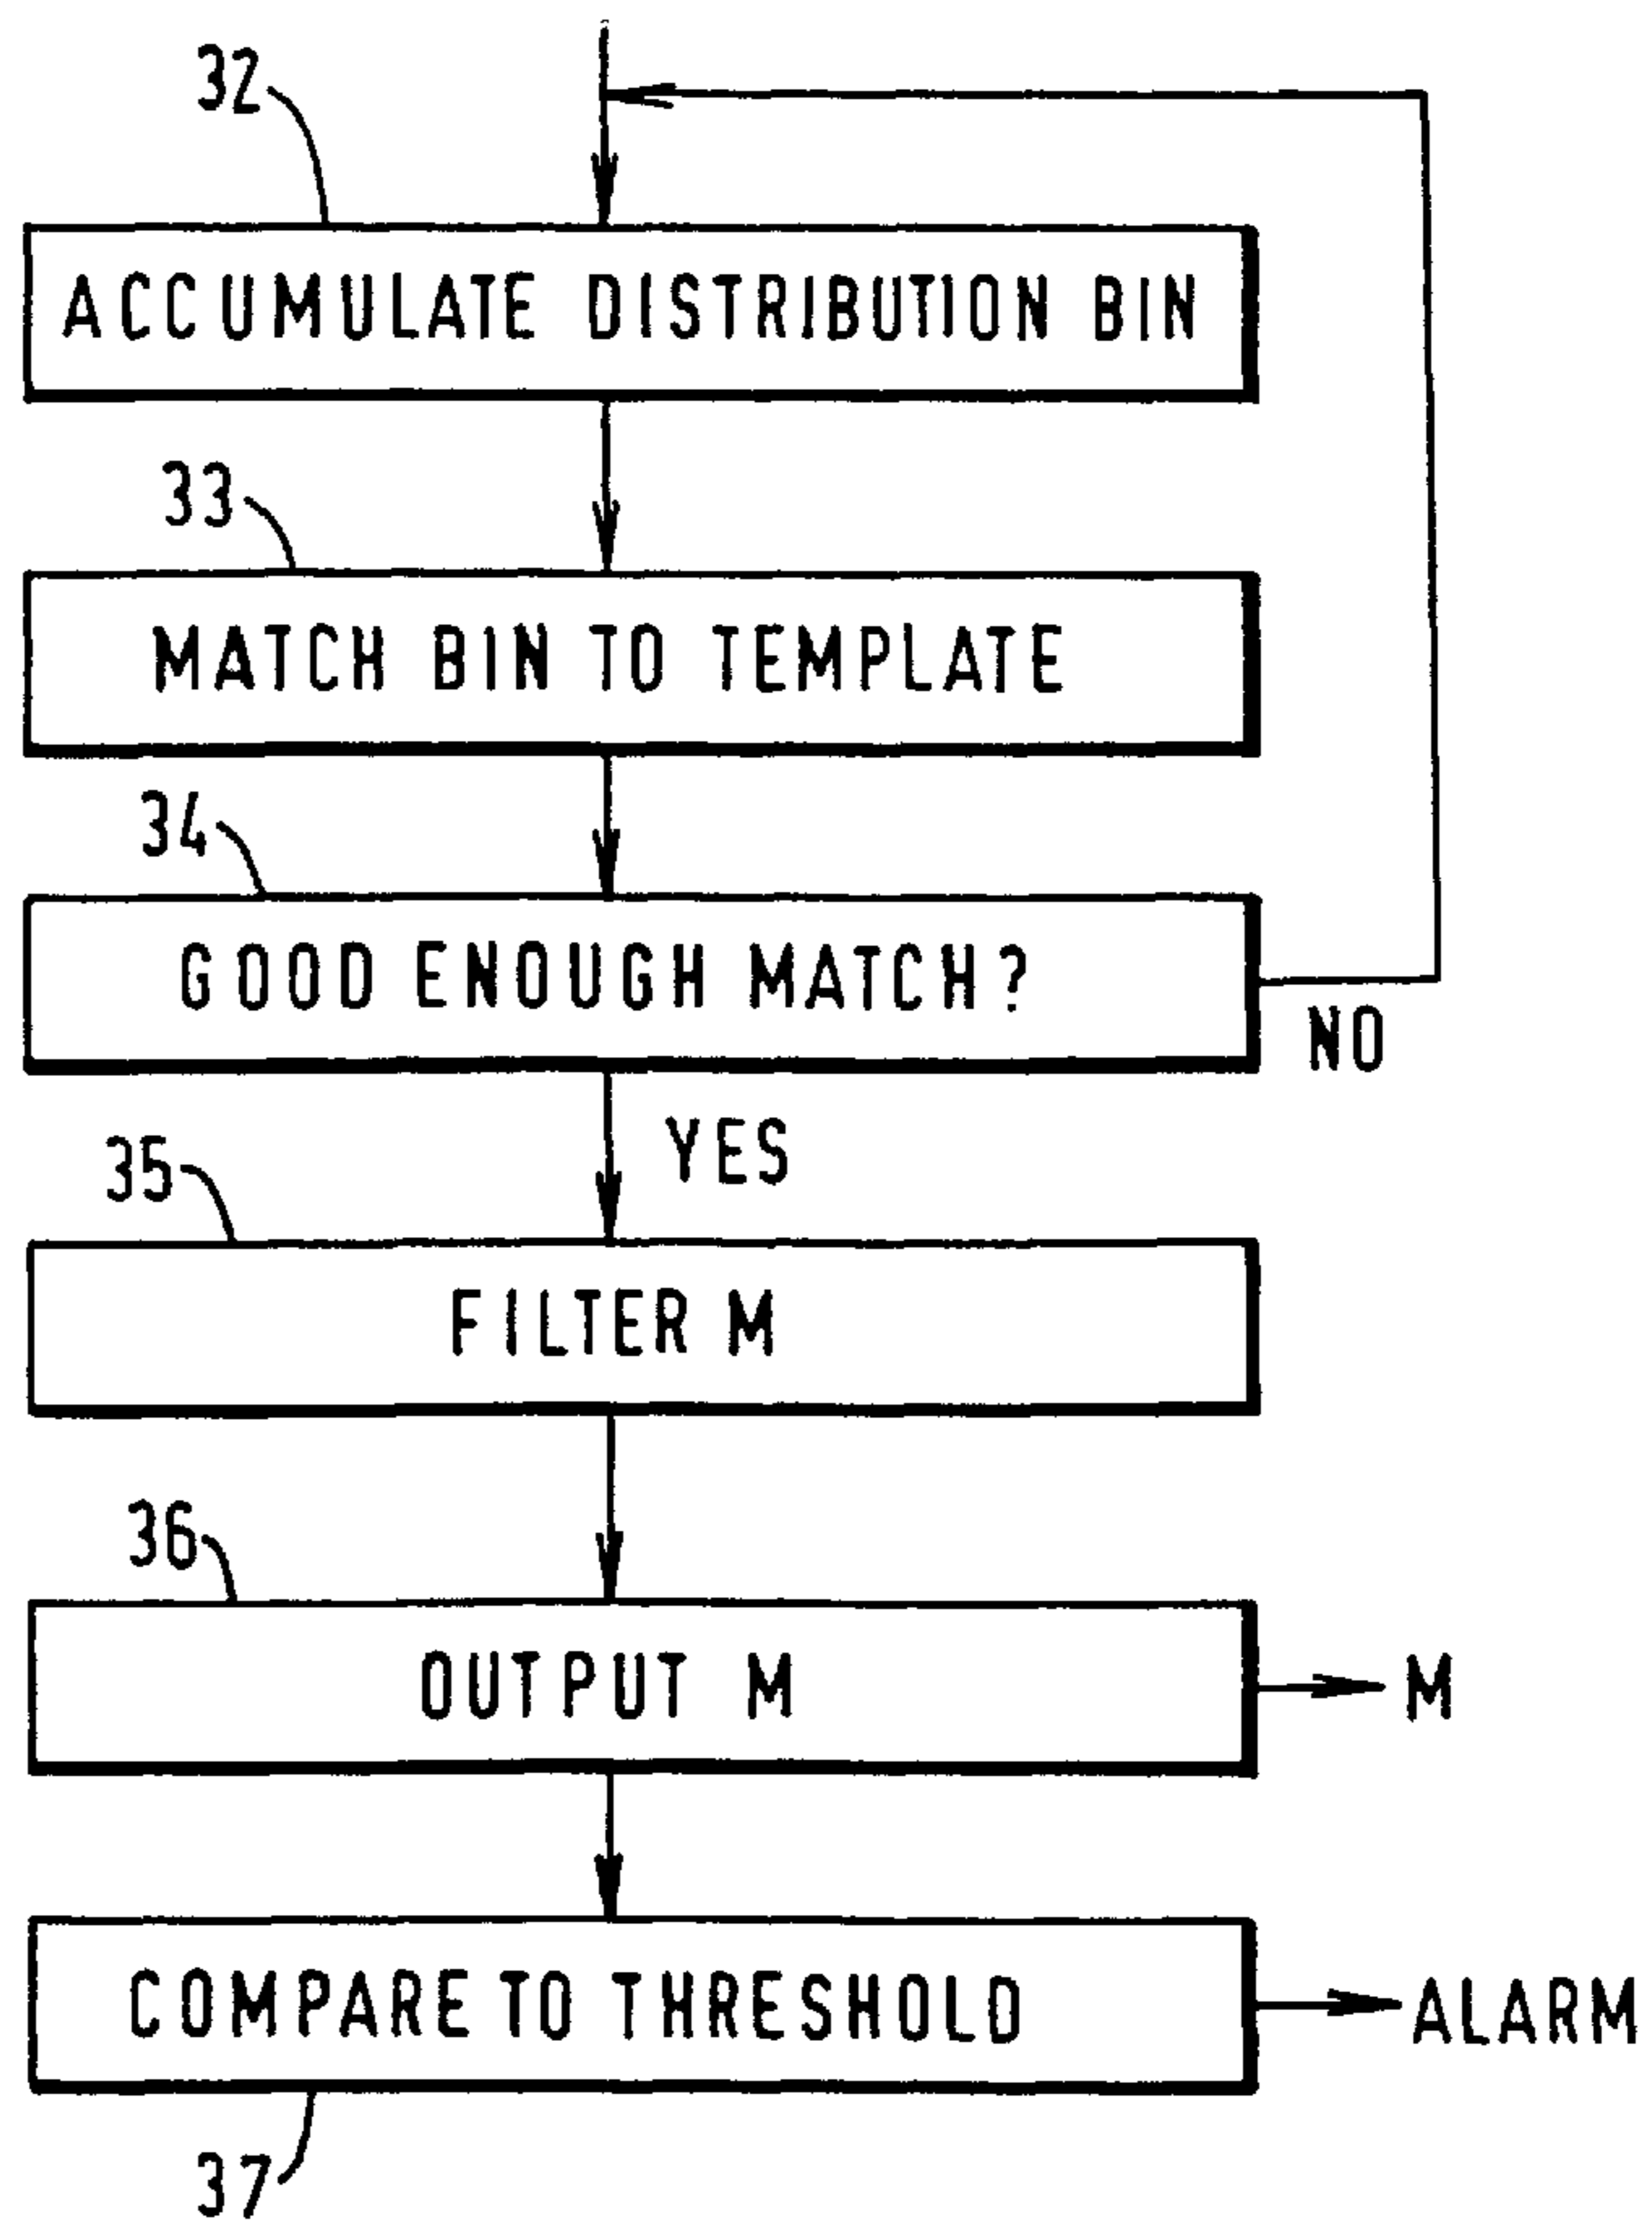 32
ACCUMULATE DISTRIBUTION BIN
33
MATCH BIN TO TEMPLATE
34
GOOD ENOUGH MATCH?
NO
YES
35
FILTER M
36
OUTPUT M
M
COMPARE TO THRESHOLD
ALARM
37